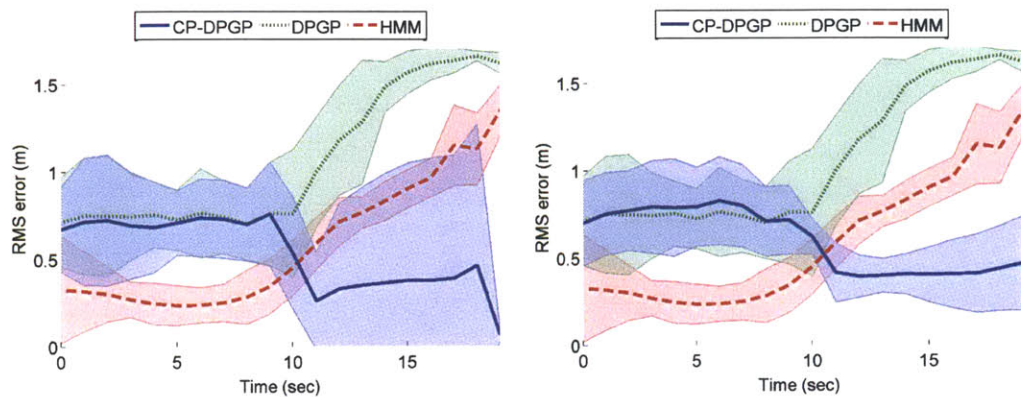 CP-DPGP DPGP HMM
RMS error (m)
1.5
1
0.5
0
0 5 10 15
Time (sec)
CP-DPGP DPGP HMM
RMS error (m)
1.5
1
0.5
0
0 5 10 15
Time (sec)